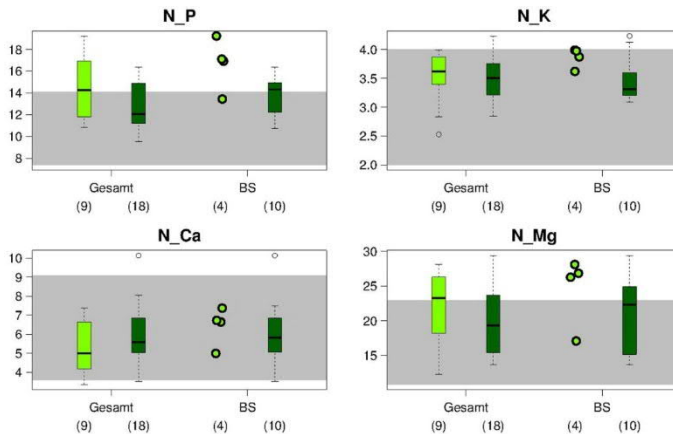 N_P
18
16
14
12
10
8
Gesamt BS
(9) (18) (4) (10)
N_K
4.0
3.5
3.0
2.5
2.0
Gesamt BS
(9) (18) (4) (10)
N_Ca
10
9
8
7
6
5
4
Gesamt BS
(9) (18) (4) (10)
N_Mg
30
25
20
15
Gesamt BS
(9) (18) (4) (10)